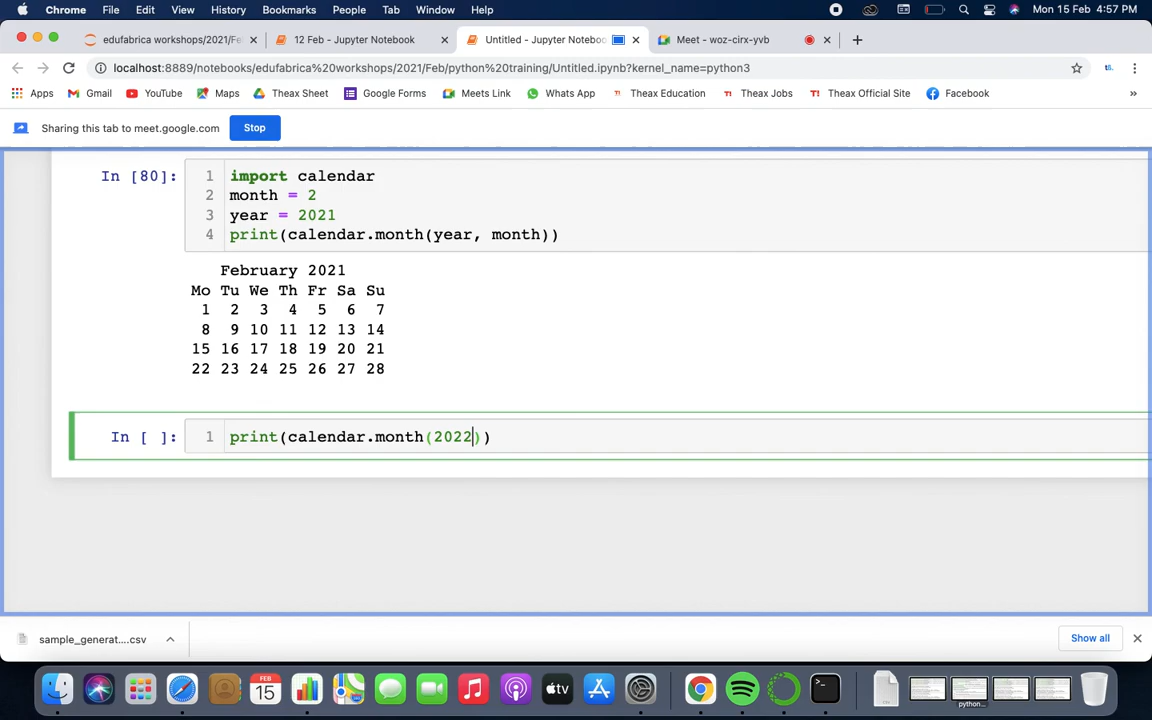 Chrome File Edit View History Bookmarks People Tab Window Help Mon 15 Feb 4:57 PM
edufabrica workshops/2021/Fe 12 Feb - Jupyter Notebook Untitled - Jupyter Noteboo Meet - woz-cirx-yvb
localhost:8889/notebooks/edufabrica%20workshops/2021/Feb/python%20training/Untitled.ipynb?kernel_name=python3
Apps Gmail YouTube Maps Theax Sheet Google Forms Meets Link Whats App Theax Education Theax Jobs Theax Official Site Facebook »
Sharing this tab to meet.google.com Stop
In [80]: 1 import calendar
2 month = 2
3 year = 2021
4 print(calendar.month(year, month))
February 2021
Mo Tu We Th Fr Sa Su
1 2 3 4 5 6 7
8 9 10 11 12 13 14
15 16 17 18 19 20 21
22 23 24 25 26 27 28
In [ ]: 1 print(calendar.month(2022))
sample_generat....csv Show all
FEB
15
tv
python...